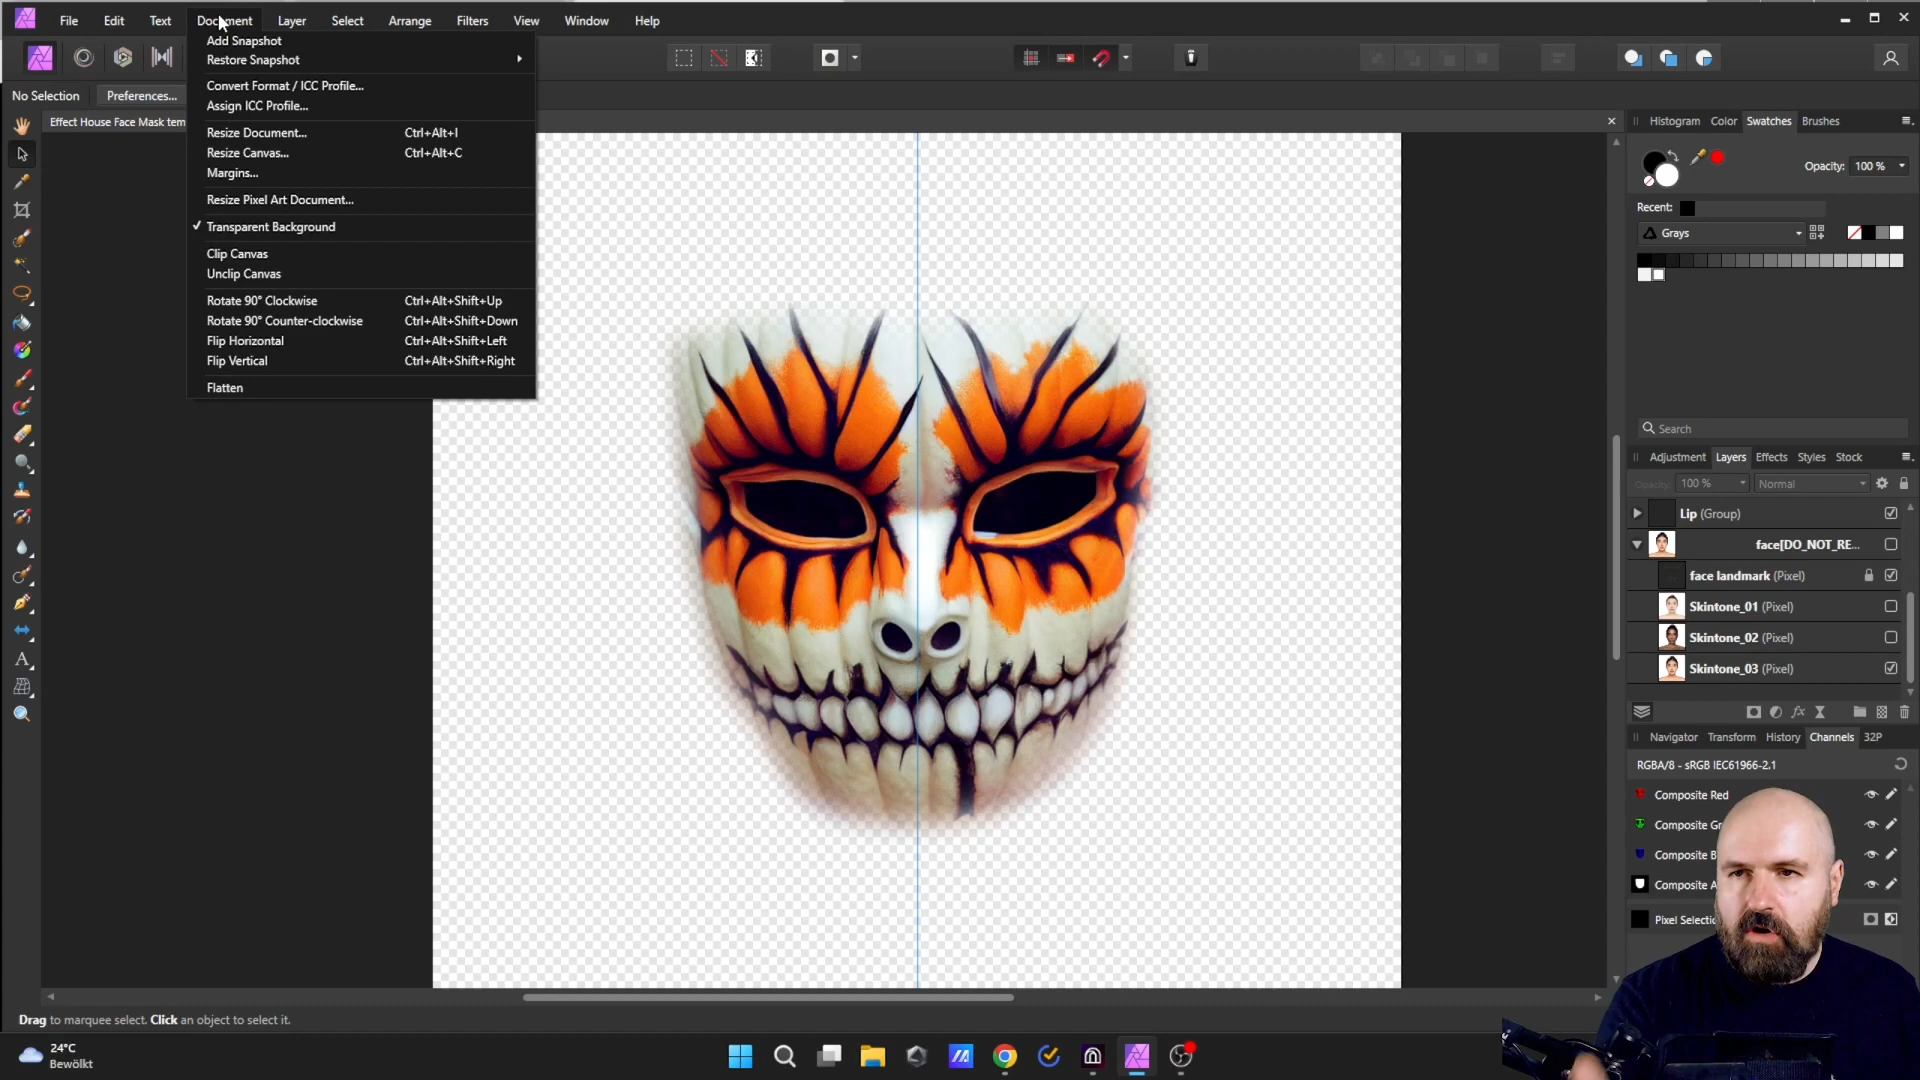 File Edit Text Document Layer Select Arrange Filters View Window Help
Add Snapshot
Restore Snapshot
Convert Format / ICC Profile...
Assign ICC Profile...
Resize Document... Ctrl+Alt+I
Resize Canvas... Ctrl+Alt+C
Margins...
Resize Pixel Art Document...
Transparent Background
Clip Canvas
Unclip Canvas
Rotate 90° Clockwise Ctrl+Alt+Shift+Up
Rotate 90° Counter-clockwise Ctrl+Alt+Shift+Down
Flip Horizontal Ctrl+Alt+Shift+Left
Flip Vertical Ctrl+Alt+Shift+Right
Flatten
No Selection Preferences...
Effect House Face Mask tem
Histogram Color Swatches Brushes
Opacity: 100 %
Recent:
Grays
Search
Adjustment Layers Effects Styles Stock
Opacity: 100 % Normal
Lip (Group)
face[DO_NOT_RE...
face landmark (Pixel)
Skintone_01 (Pixel)
Skintone_02 (Pixel)
Skintone_03 (Pixel)
Navigator Transform History Channels 32P
RGBA/8 - sRGB IEC61966-2.1
Composite Red
Composite Gr
Composite B
Composite A
Pixel Selectio
Drag to marquee select. Click an object to select it.
24°C
Bewölkt